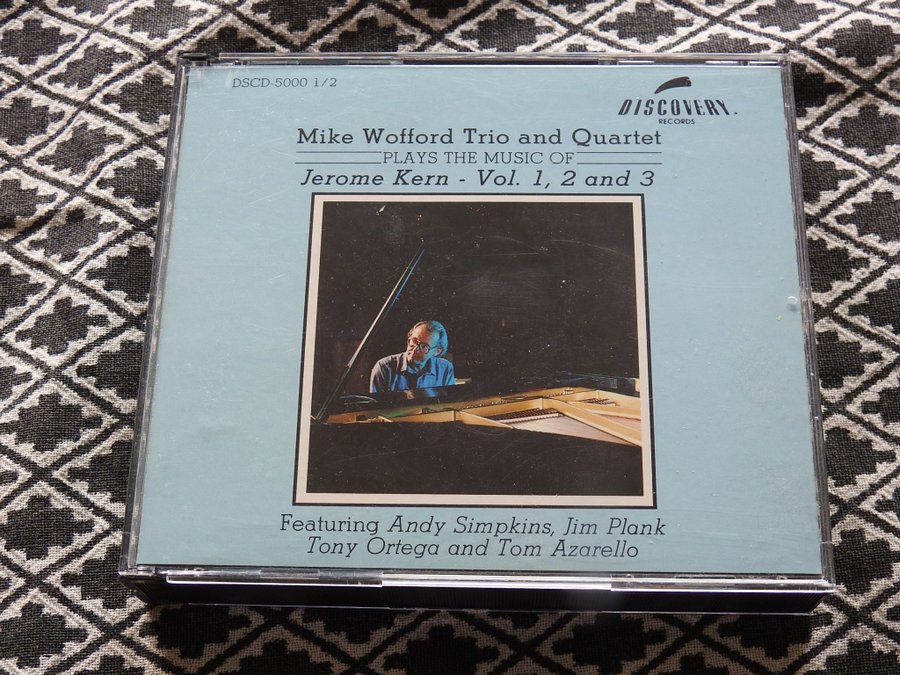 DSCD-5000 1/2
DISCOVERY.
RECORDS
Mike Wofford Trio and Quartet
PLAYS THE MUSIC OF
Jerome Kern - Vol. 1, 2 and 3
Featuring Andy Simpkins, Jim Plank
Tony Ortega and Tom Azarello